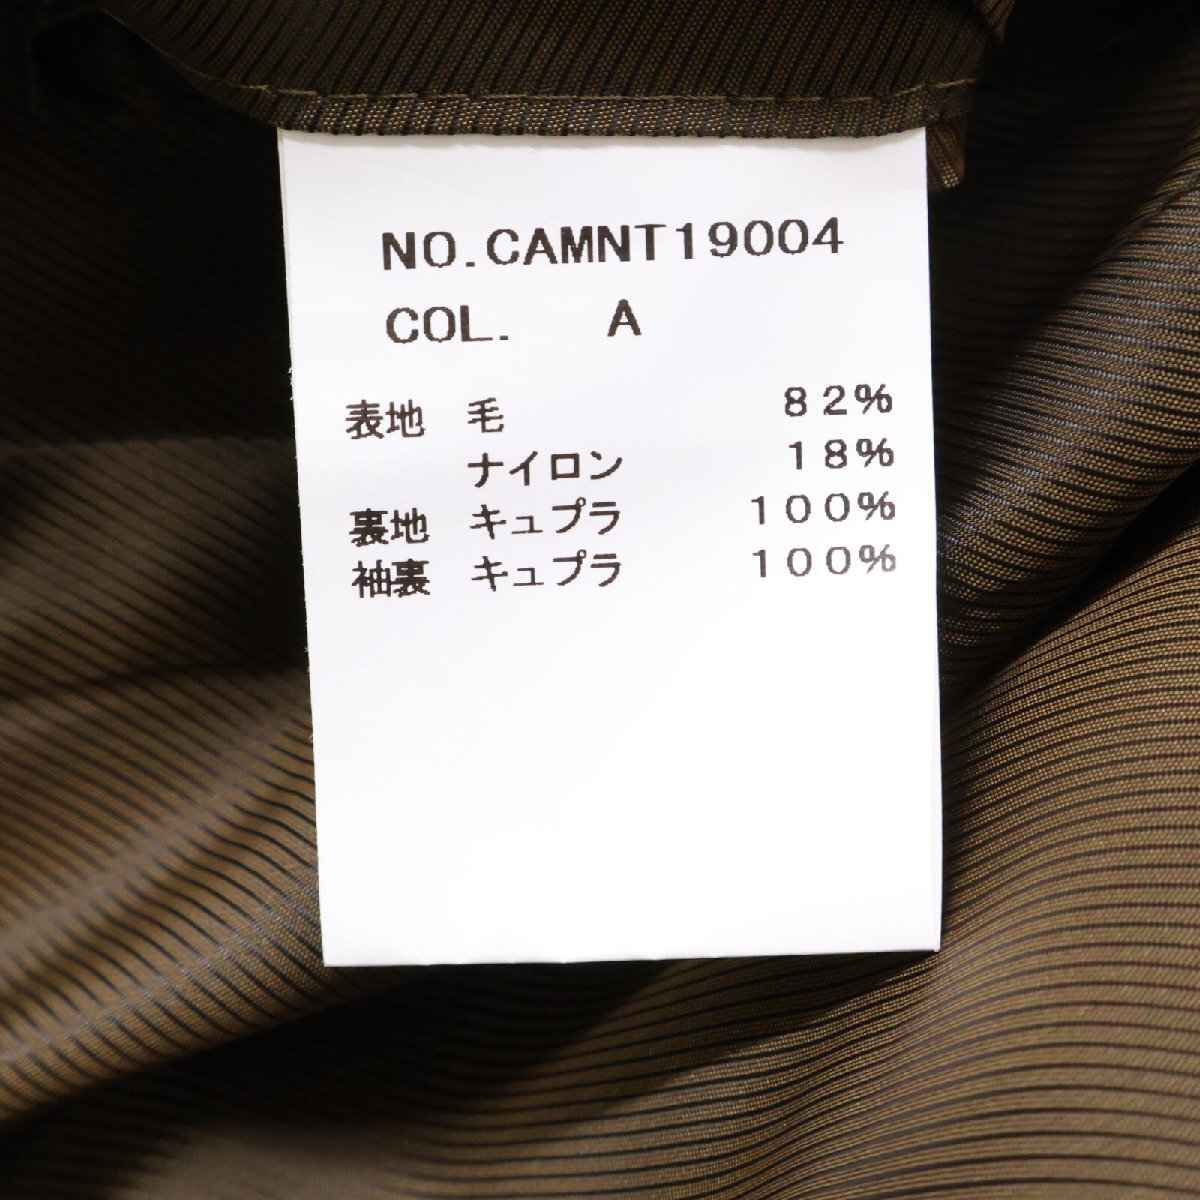 NO.CAMNT19004
COL. A
表地 毛 82%
ナイロン 18%
裏地 キュプラ 100%
袖裏 キュプラ 100%